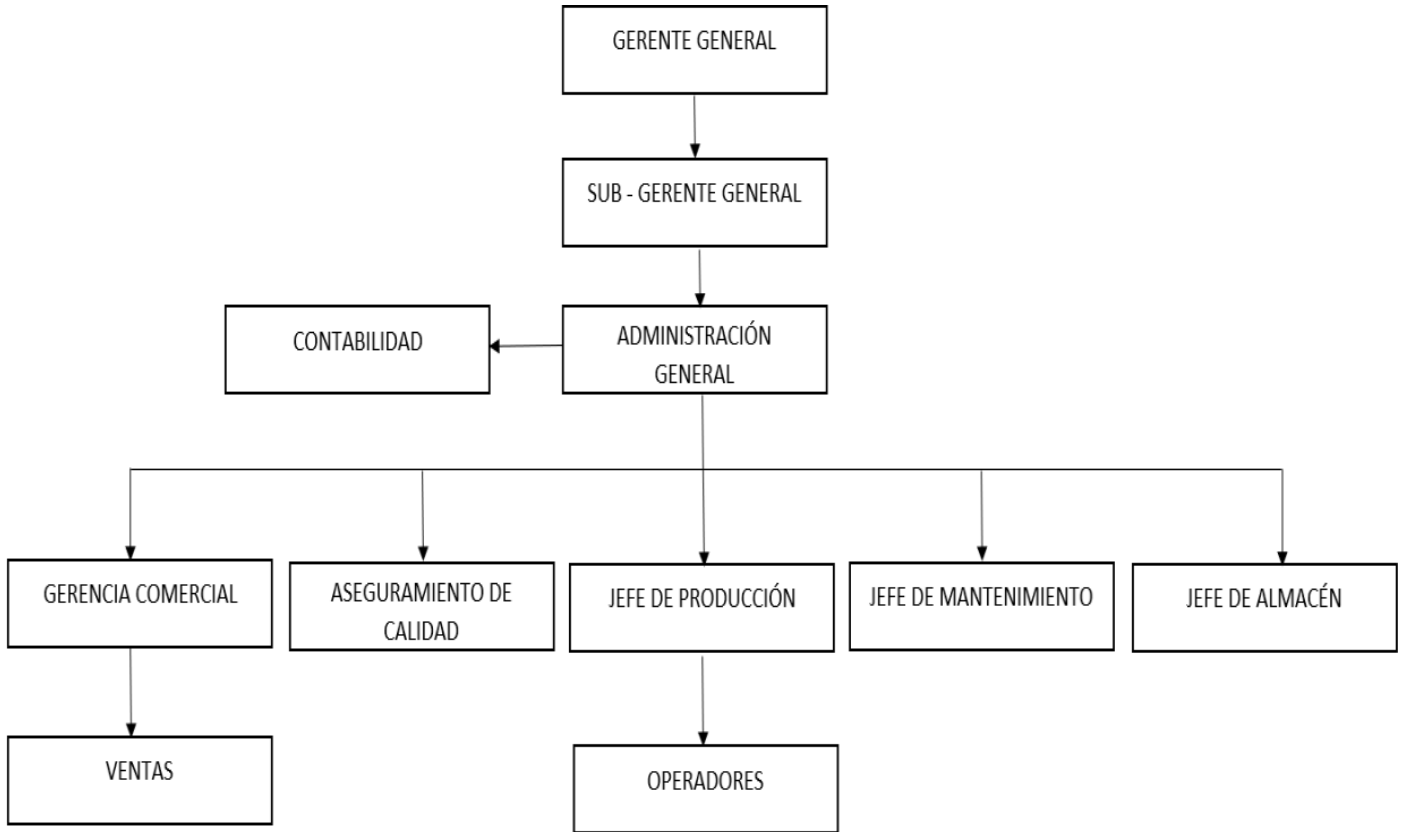 GERENTE GENERAL
SUB - GERENTE GENERAL
CONTABILIDAD
ADMINISTRACIÓN
GENERAL
GERENCIA COMERCIAL
ASEGURAMIENTO DE
CALIDAD
JEFE DE PRODUCCIÓN
JEFE DE MANTENIMIENTO
JEFE DE ALMACÉN
VENTAS
OPERADORES